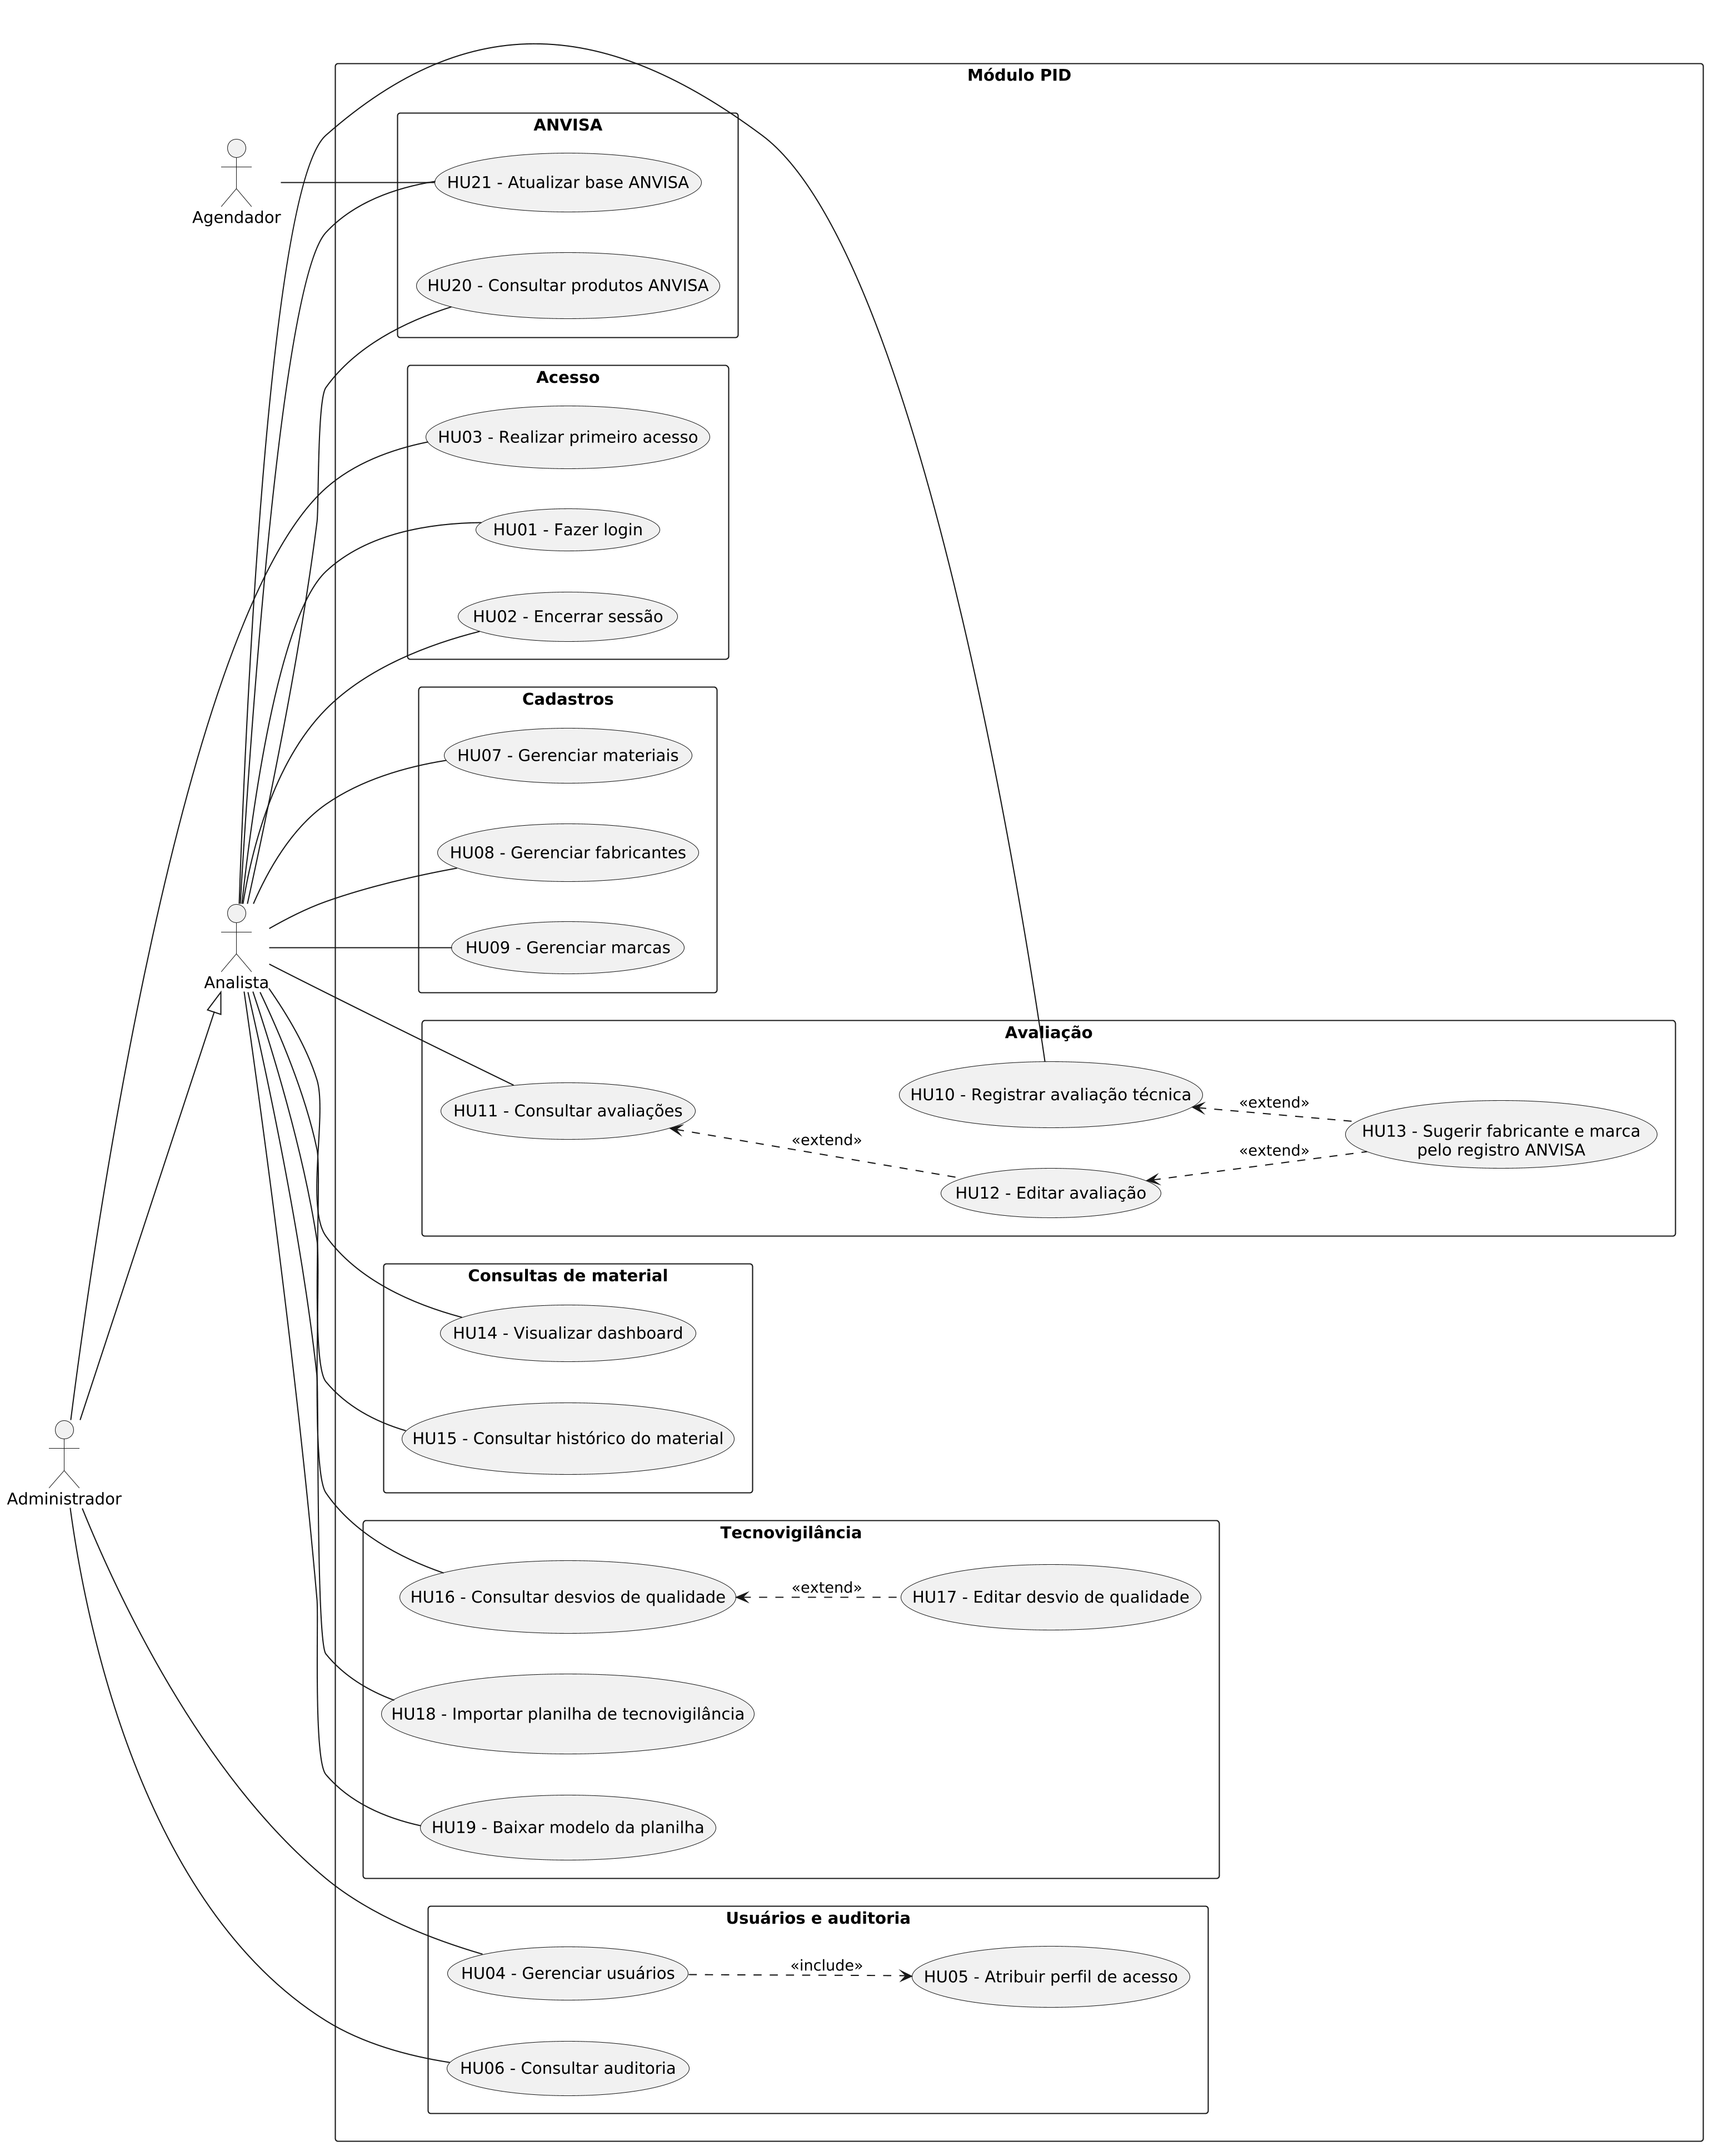 Módulo PID
ANVISA
Agendador
HU21 - Atualizar base ANVISA
HU20 - Consultar produtos ANVISA
Acesso
HU03 - Realizar primeiro acesso
HU01 - Fazer login
HU02 - Encerrar sessão
Cadastros
HU07 - Gerenciar materiais
HU08 - Gerenciar fabricantes
HU09 - Gerenciar marcas
Analista
Avaliação
HU11 - Consultar avaliações
«extend»
HU10 - Registrar avaliação técnica
«extend»
HU13 - Sugerir fabricante e marca
pelo registro ANVISA
«extend»
HU12 - Editar avaliação
Consultas de material
HU14 - Visualizar dashboard
HU15 - Consultar histórico do material
Administrador
Tecnovigilância
HU16 - Consultar desvios de qualidade
«extend»
HU17 - Editar desvio de qualidade
HU18 - Importar planilha de tecnovigilância
HU19 - Baixar modelo da planilha
Usuários e auditoria
HU04 - Gerenciar usuários
«include»
HU05 - Atribuir perfil de acesso
HU06 - Consultar auditoria